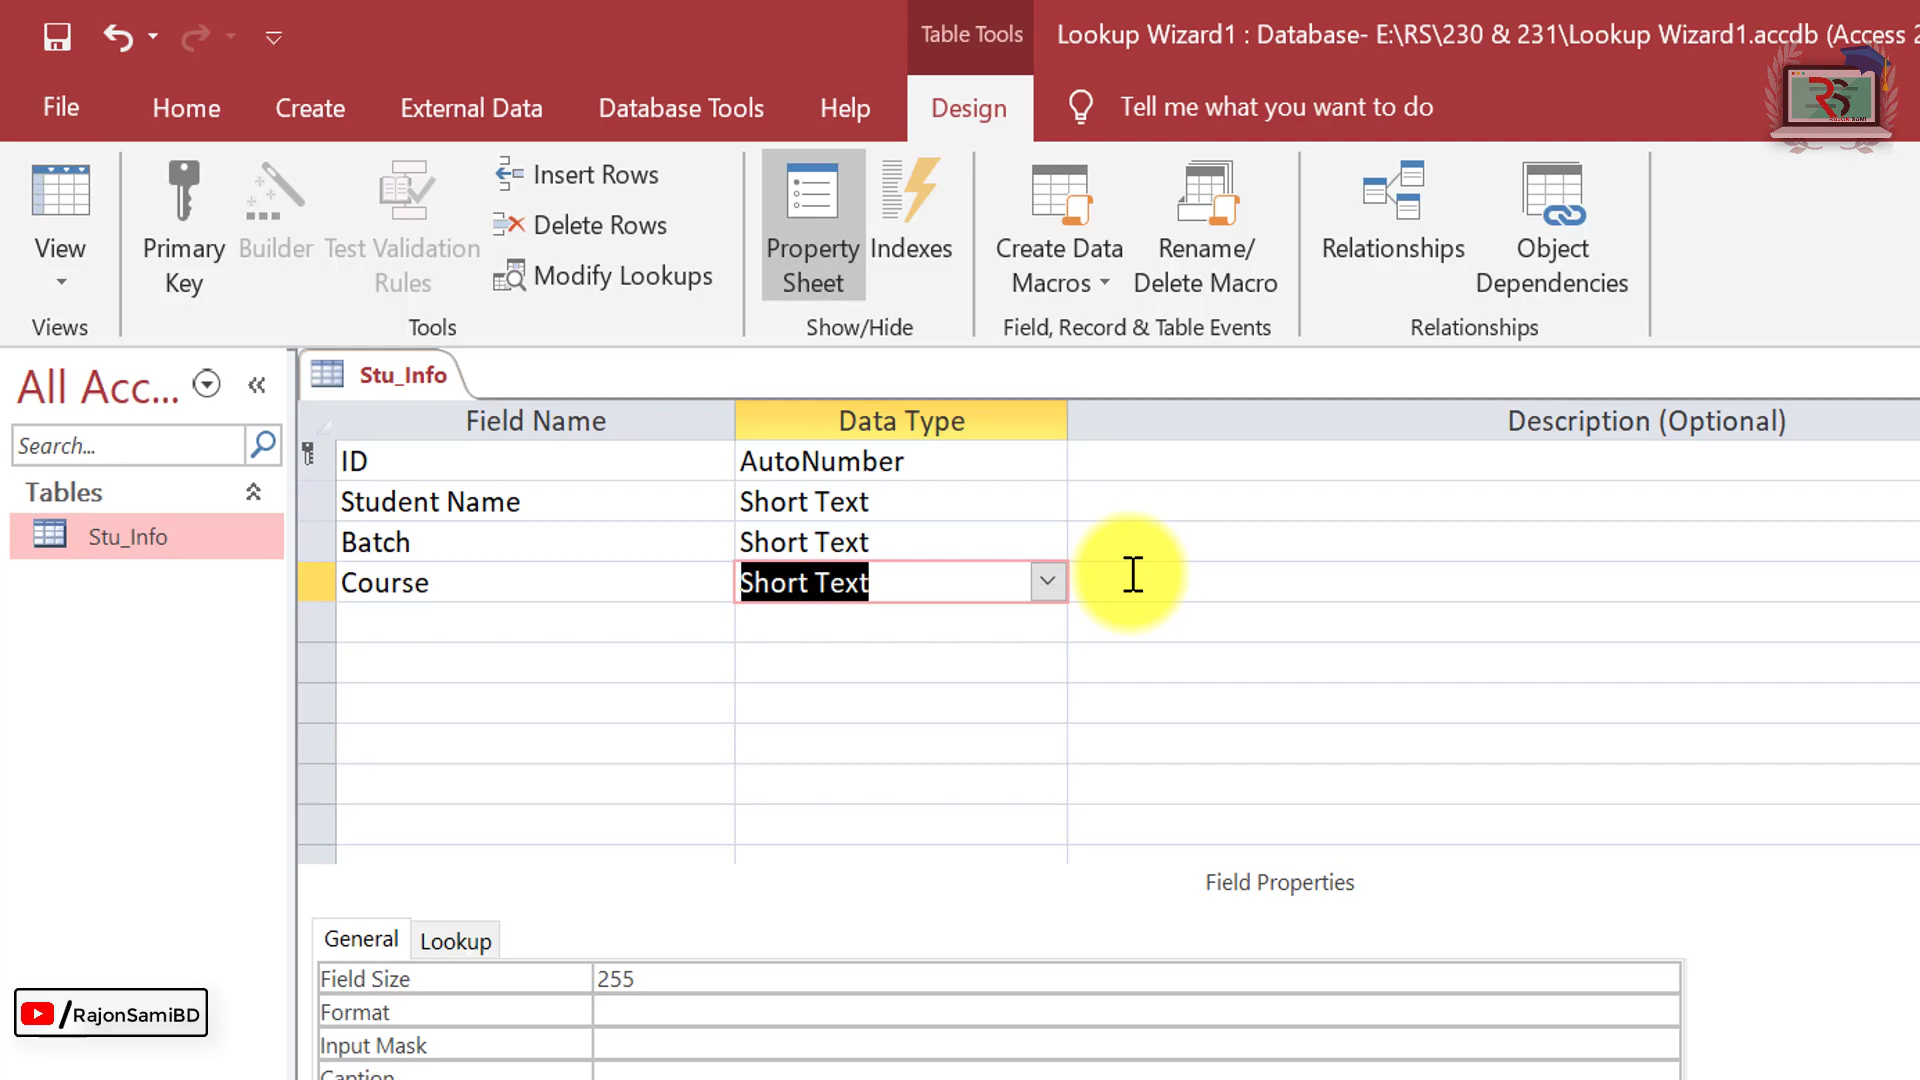 Table Tools
Lookup Wizard1 : Database- E:\RS\230 & 231\Lookup Wizard1.accdb (Access 2
File
Home
Create
External Data
Database Tools
Help
Design
Tell me what you want to do
View
Primary Key
Builder
Test Validation Rules
Insert Rows
Delete Rows
Modify Lookups
Property Sheet
Indexes
Create Data Macros
Rename/ Delete Macro
Relationships
Object Dependencies
Views
Tools
Show/Hide
Field, Record & Table Events
Relationships
All Acc...
Search...
Tables
Stu_Info
Stu_Info
Field Name
Data Type
Description (Optional)
ID
AutoNumber
Student Name
Short Text
Batch
Short Text
Course
Short Text
Field Properties
General
Lookup
Field Size
255
Format
Input Mask
Caption
/RajonSamiBD
RS